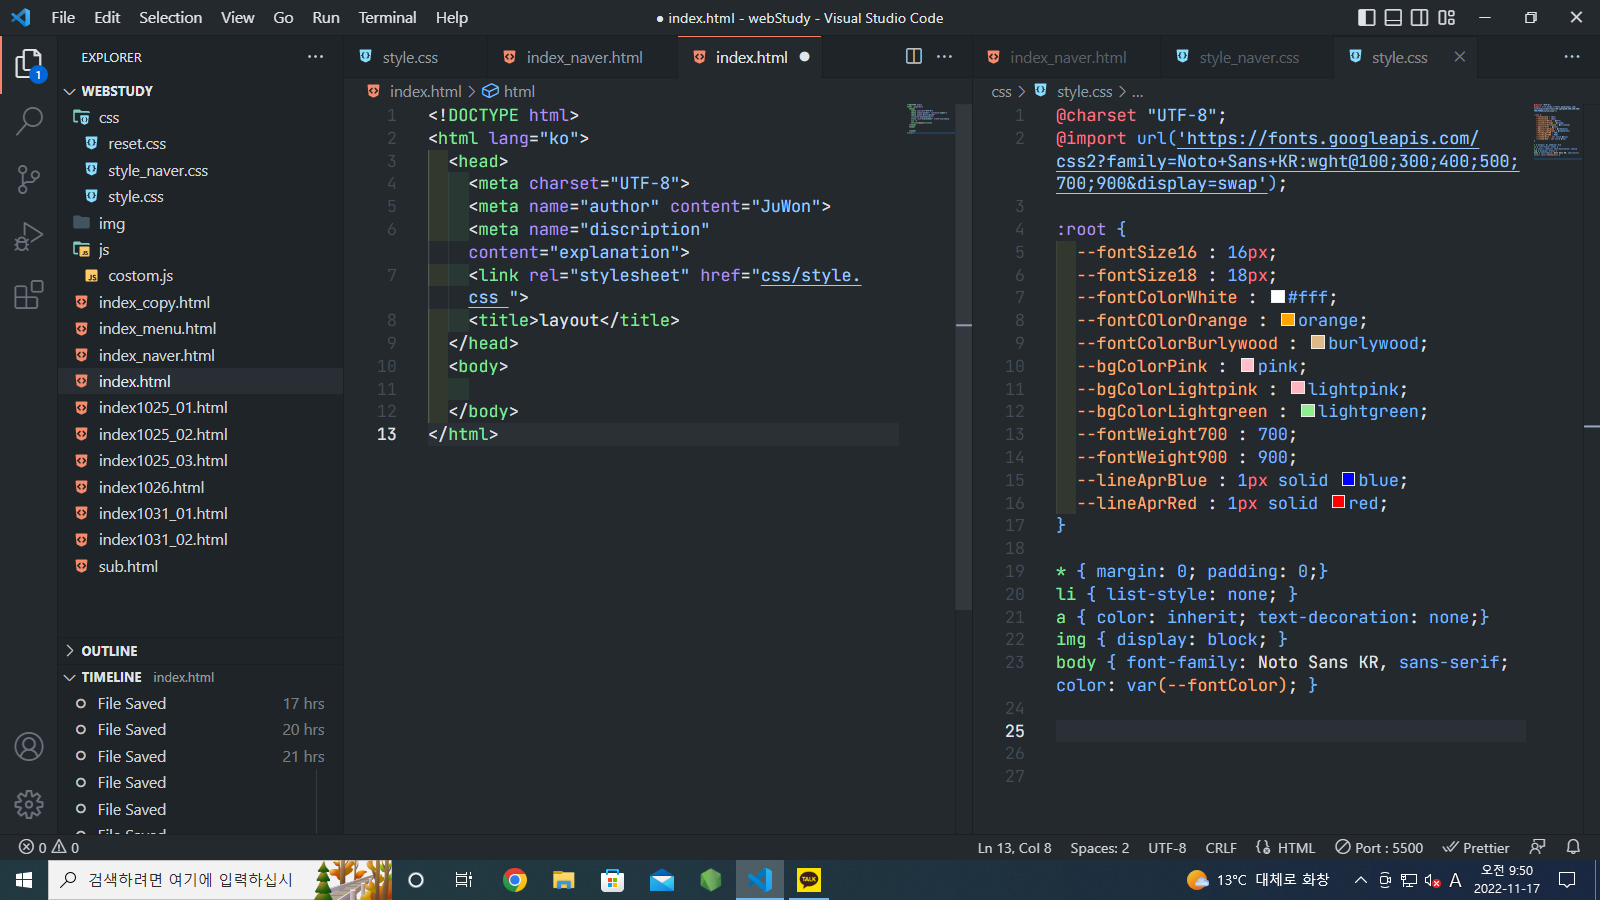 File Edit Selection View Go Run Terminal Help
● index.html - webStudy - Visual Studio Code
EXPLORER
WEBSTUDY
css
reset.css
style_naver.css
style.css
img
js
costom.js
index_copy.html
index_menu.html
index_naver.html
index.html
index1025_01.html
index1025_02.html
index1025_03.html
index1026.html
index1031_01.html
index1031_02.html
sub.html
OUTLINE
TIMELINE index.html
File Saved 17 hrs
File Saved 20 hrs
File Saved 21 hrs
File Saved
File Saved
File Saved
1
style.css index_naver.html index.html
index.html > html
1 <!DOCTYPE html>
2 <html lang="ko">
3 <head>
4 <meta charset="UTF-8">
5 <meta name="author" content="JuWon">
6 <meta name="discription"
content="explanation">
7 <link rel="stylesheet" href="css/style.
css ">
8 <title>layout</title>
9 </head>
10 <body>
11
12 </body>
13 </html>
index_naver.html style_naver.css style.css
css > style.css > ...
1 @charset "UTF-8";
2 @import url('https://fonts.googleapis.com/
css2?family=Noto+Sans+KR:wght@100;300;400;500;
700;900&display=swap');
3
4 :root {
5 --fontSize16 : 16px;
6 --fontSize18 : 18px;
7 --fontColorWhite : #fff;
8 --fontCOlorOrange : orange;
9 --fontColorBurlywood : burlywood;
10 --bgColorPink : pink;
11 --bgColorLightpink : lightpink;
12 --bgColorLightgreen : lightgreen;
13 --fontWeight700 : 700;
14 --fontWeight900 : 900;
15 --lineAprBlue : 1px solid blue;
16 --lineAprRed : 1px solid red;
17 }
18
19 * { margin: 0; padding: 0;}
20 li { list-style: none; }
21 a { color: inherit; text-decoration: none;}
22 img { display: block; }
23 body { font-family: Noto Sans KR, sans-serif;
color: var(--fontColor); }
24
25
26
27
0 0
Ln 13, Col 8 Spaces: 2 UTF-8 CRLF HTML Port : 5500 Prettier
검색하려면 여기에 입력하십시
TALK
13°C 대체로 화창
A
오전 9:50
2022-11-17